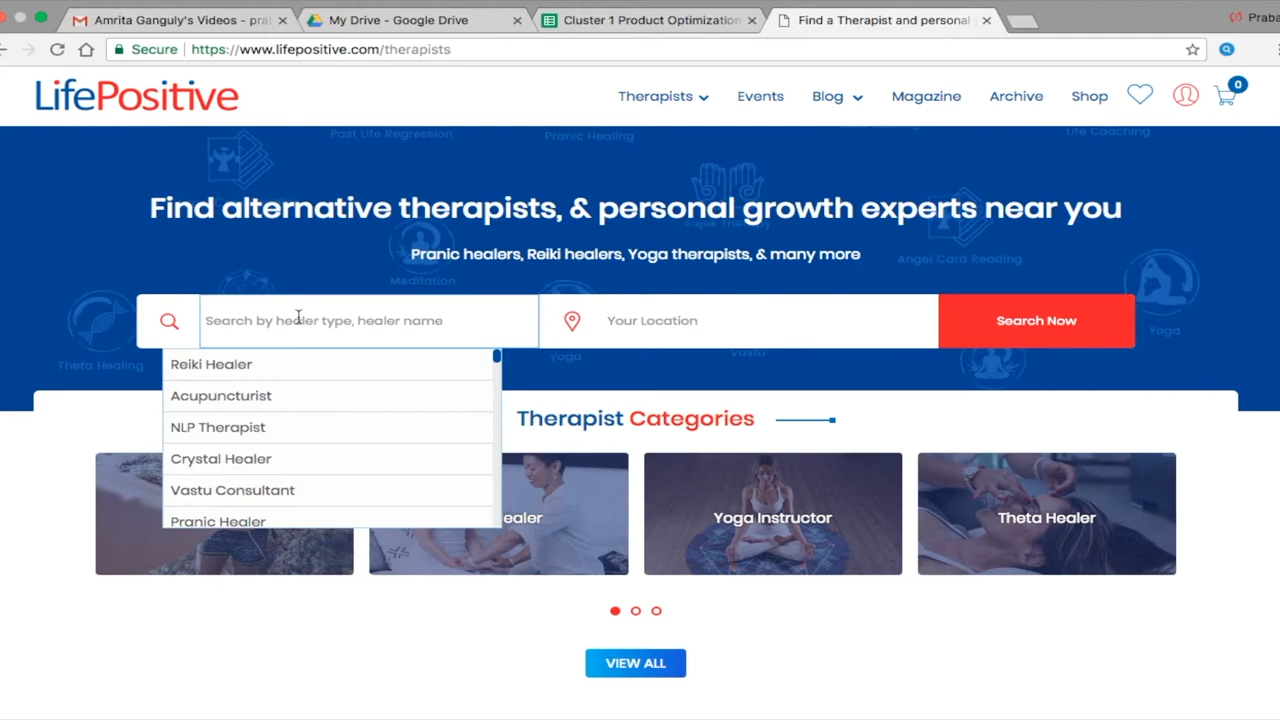 Amrita Ganguly's Videos - pra
My Drive - Google Drive
Cluster 1 Product Optimization
Find a Therapist and personal
Praba
Secure
https://www.lifepositive.com/therapists
LifePositive
Therapists
Events
Blog
Magazine
Archive
Shop
0
Past Life Regression
Pranic Healing
Life Coaching
Find alternative therapists, & personal growth experts near you
Pranic healers, Reiki healers, Yoga therapists, & many more
Meditation
Angel Card Reading
Search by healer type, healer name
Your Location
Search Now
Theta Healing
Yoga
Vastu
Yoga
Reiki Healer
Acupuncturist
NLP Therapist
Crystal Healer
Vastu Consultant
Pranic Healer
Therapist Categories
ealer
Yoga Instructor
Theta Healer
VIEW ALL